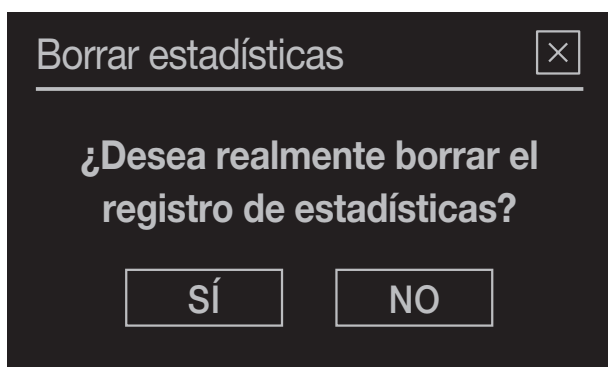 Borrar estadísticas
¿Desea realmente borrar el
registro de estadísticas?
SÍ NO